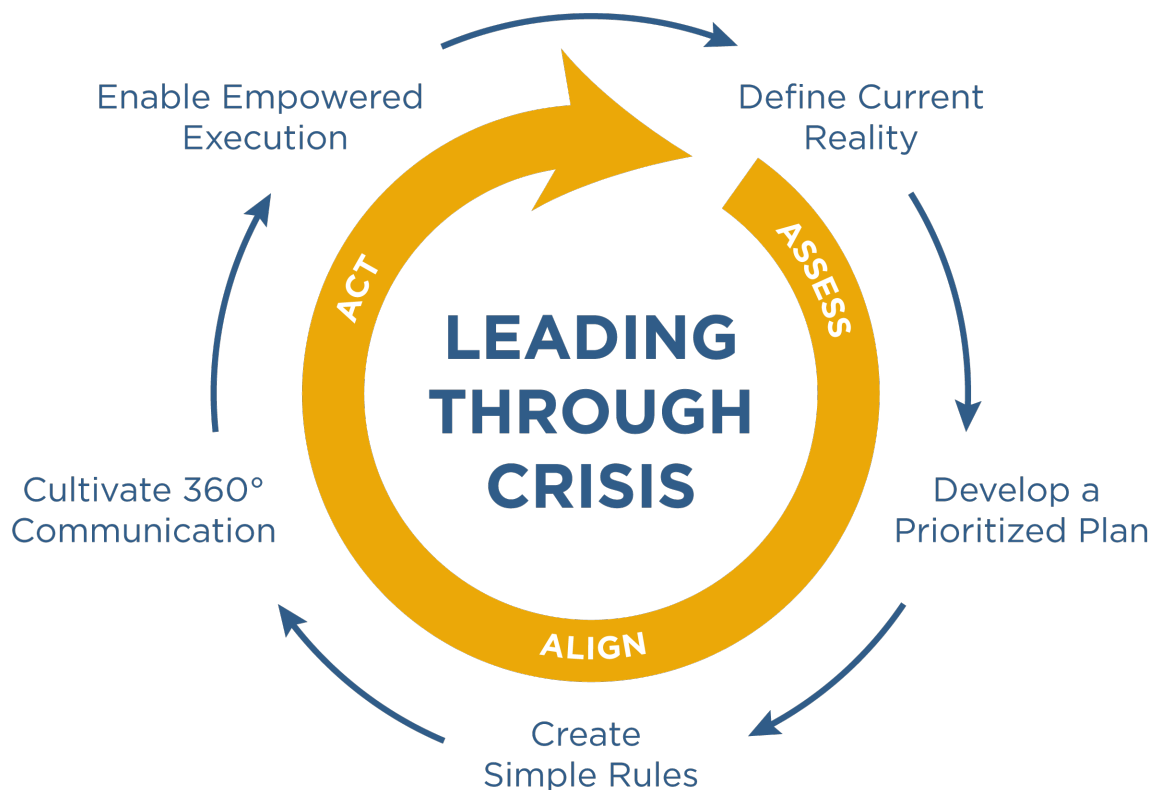 Enable Empowered
Execution
Define Current
Reality
ACT
ASSESS
LEADING
THROUGH
CRISIS
Cultivate 360°
Communication
Develop a
Prioritized Plan
ALIGN
Create
Simple Rules